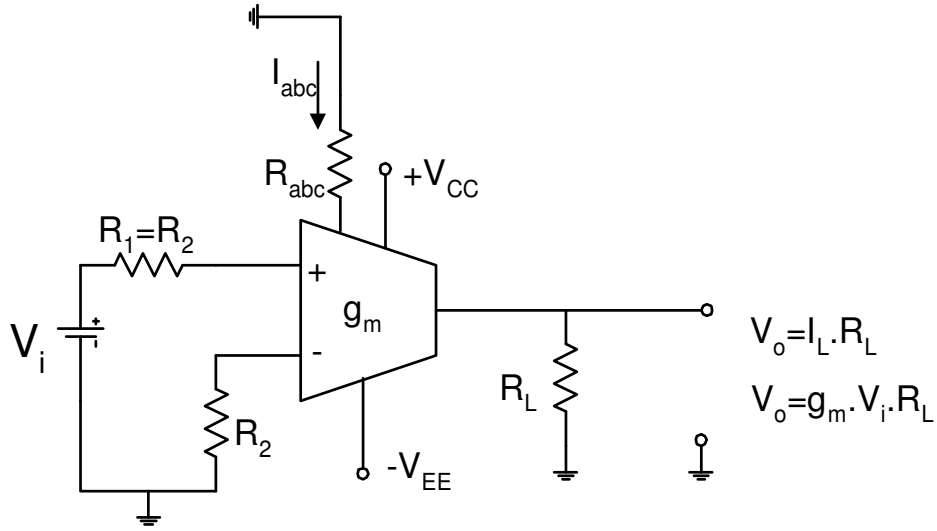 I_abc
R_abc
+V_CC
R_1=R_2
+
g_m
V_i
+
-
-
R_L
R_2
-V_EE
V_o=I_L.R_L
V_o=g_m.V_i.R_L